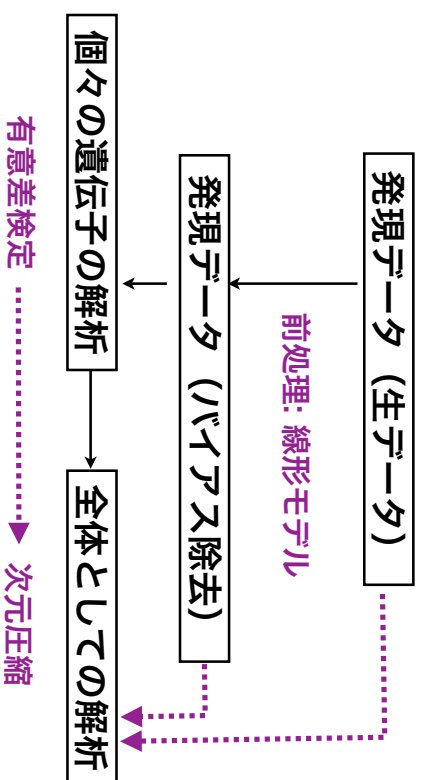 発現データ（生データ）
前処理: 線形モデル
発現データ（バイアス除去）
個々の遺伝子の解析
全体としての解析
有意差検定
次元圧縮